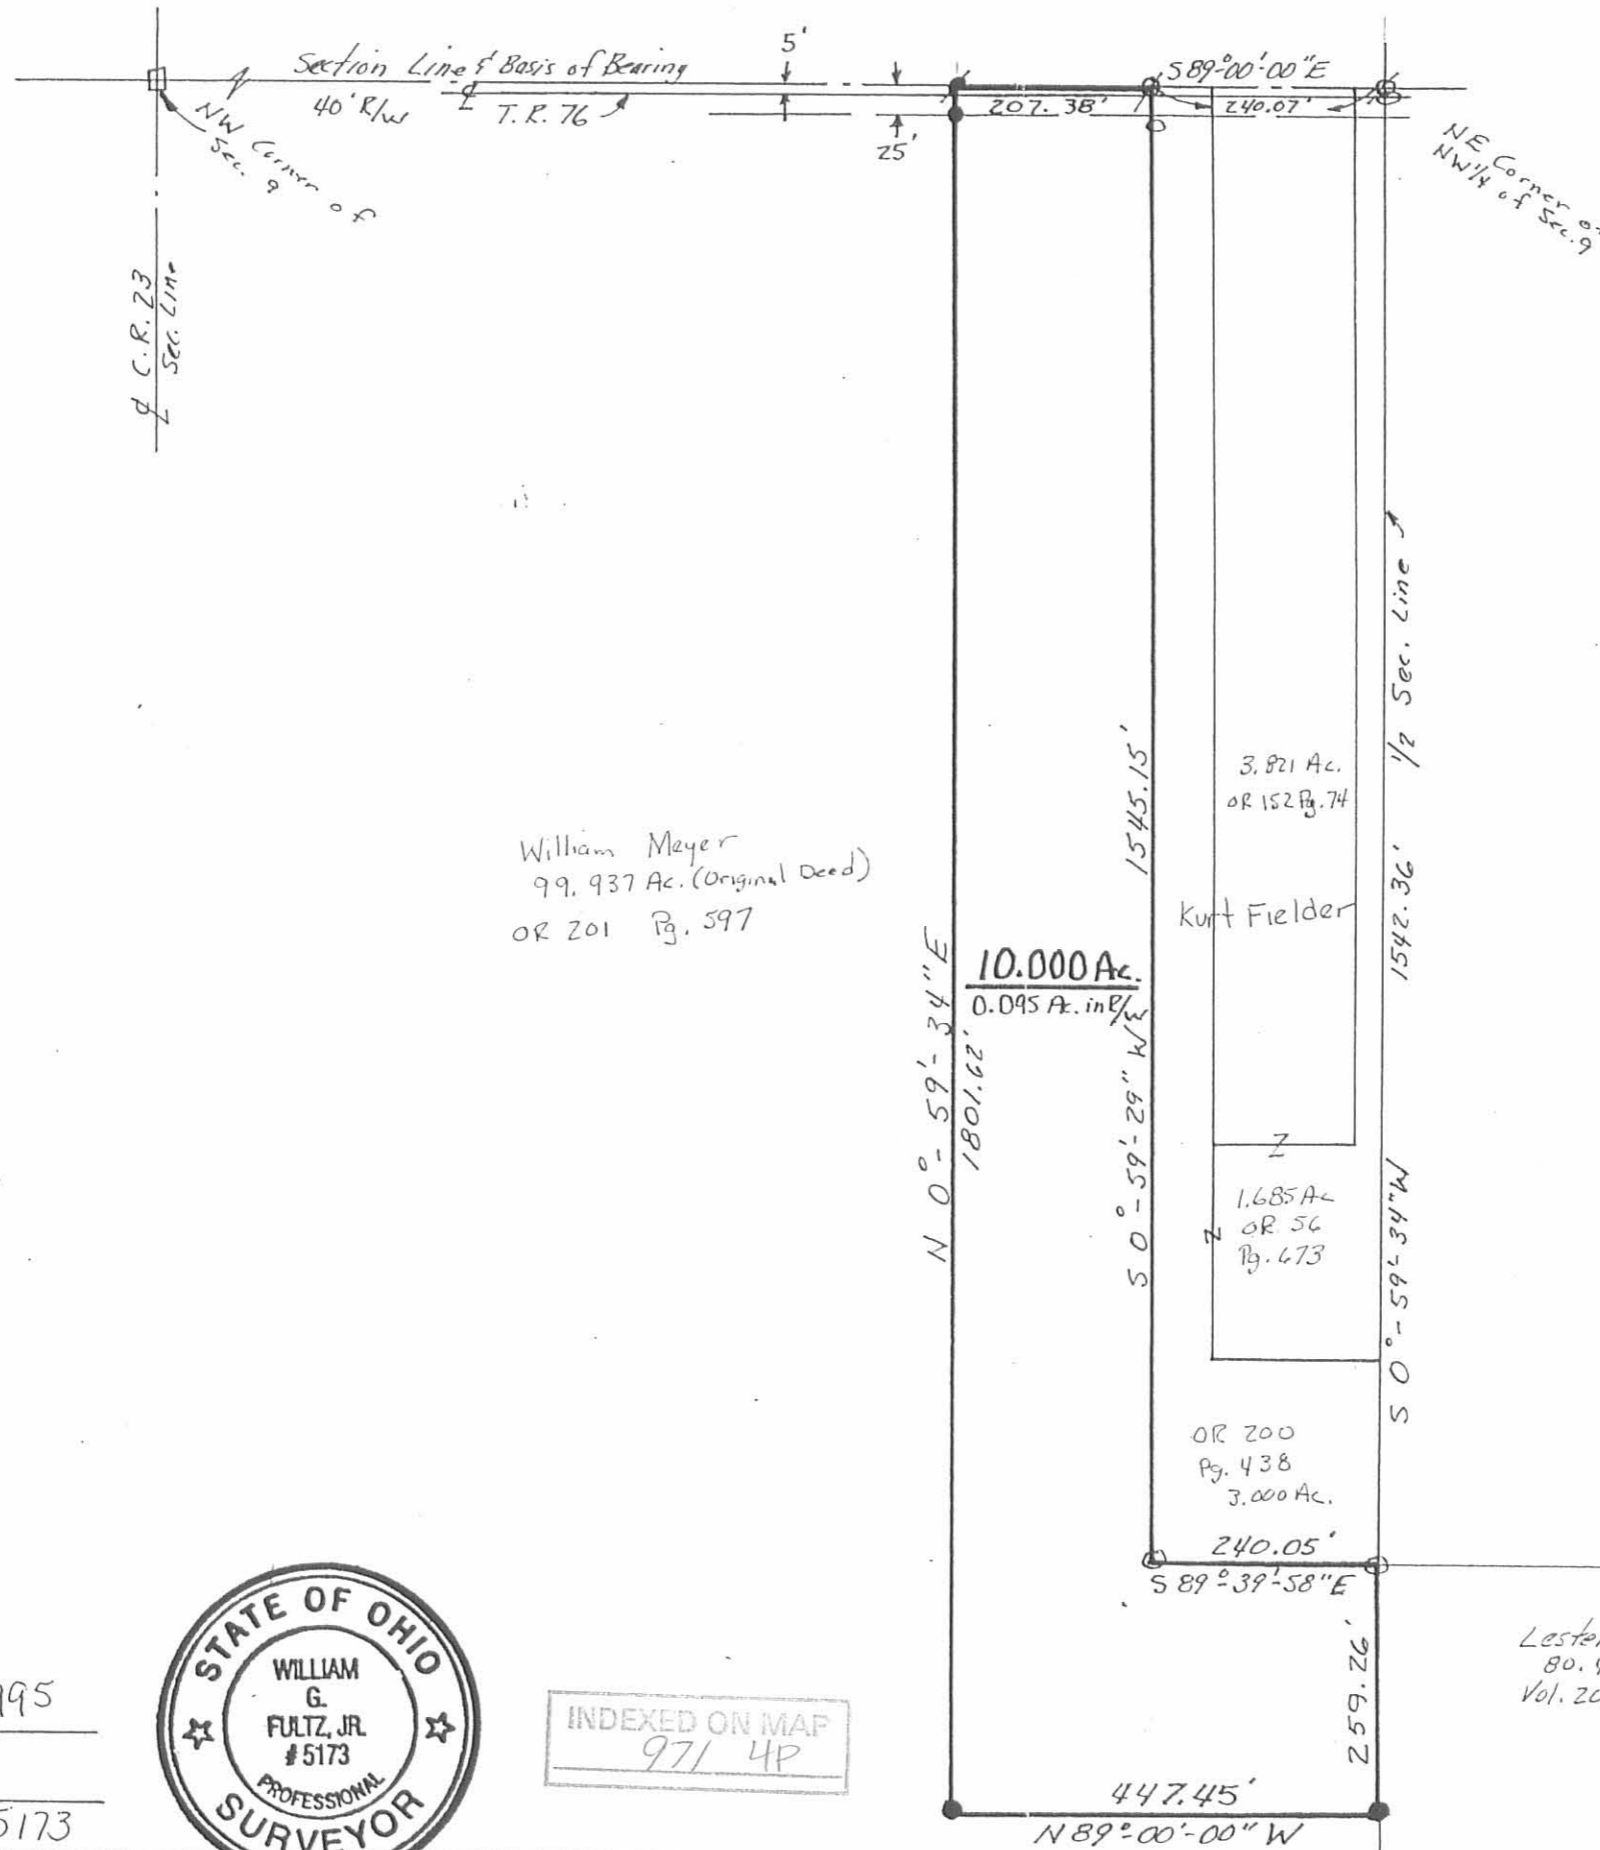 5'
Section Line & Basis of Bearing
S 89°-00'-00" E
40' R/W
℄
T.R. 76
207.38'
240.07'
25'
NW Corner of
Sec. 9
NE Corner of
NW 1/4 of Sec. 9
℄ C.R. 23
Sec. Line
1/2 Sec. Line
3.821 Ac.
OR 152 Pg. 74
1545.15'
William Meyer
99.937 Ac. (Original Deed)
OR 201 Pg. 597
Kurt Fielder
1542.36'
10.000 Ac.
0.095 Ac. in R/W
N 0°-59'-34" E
1801.62'
S 0°-59'-29" W
Z
1.685 Ac
OR 56
Pg. 673
Z
S 0°-59'-34" W
OR 200
Pg. 438
3.000 Ac.
240.05'
S 89°-39'-58" E
259.26'
80.
Vol. 20
995
5173
STATE OF OHIO
WILLIAM
G.
FULTZ, JR.
#5173
PROFESSIONAL
SURVEYOR
INDEXED ON MAP
971 4P
447.45'
N 89°-00'-00" W